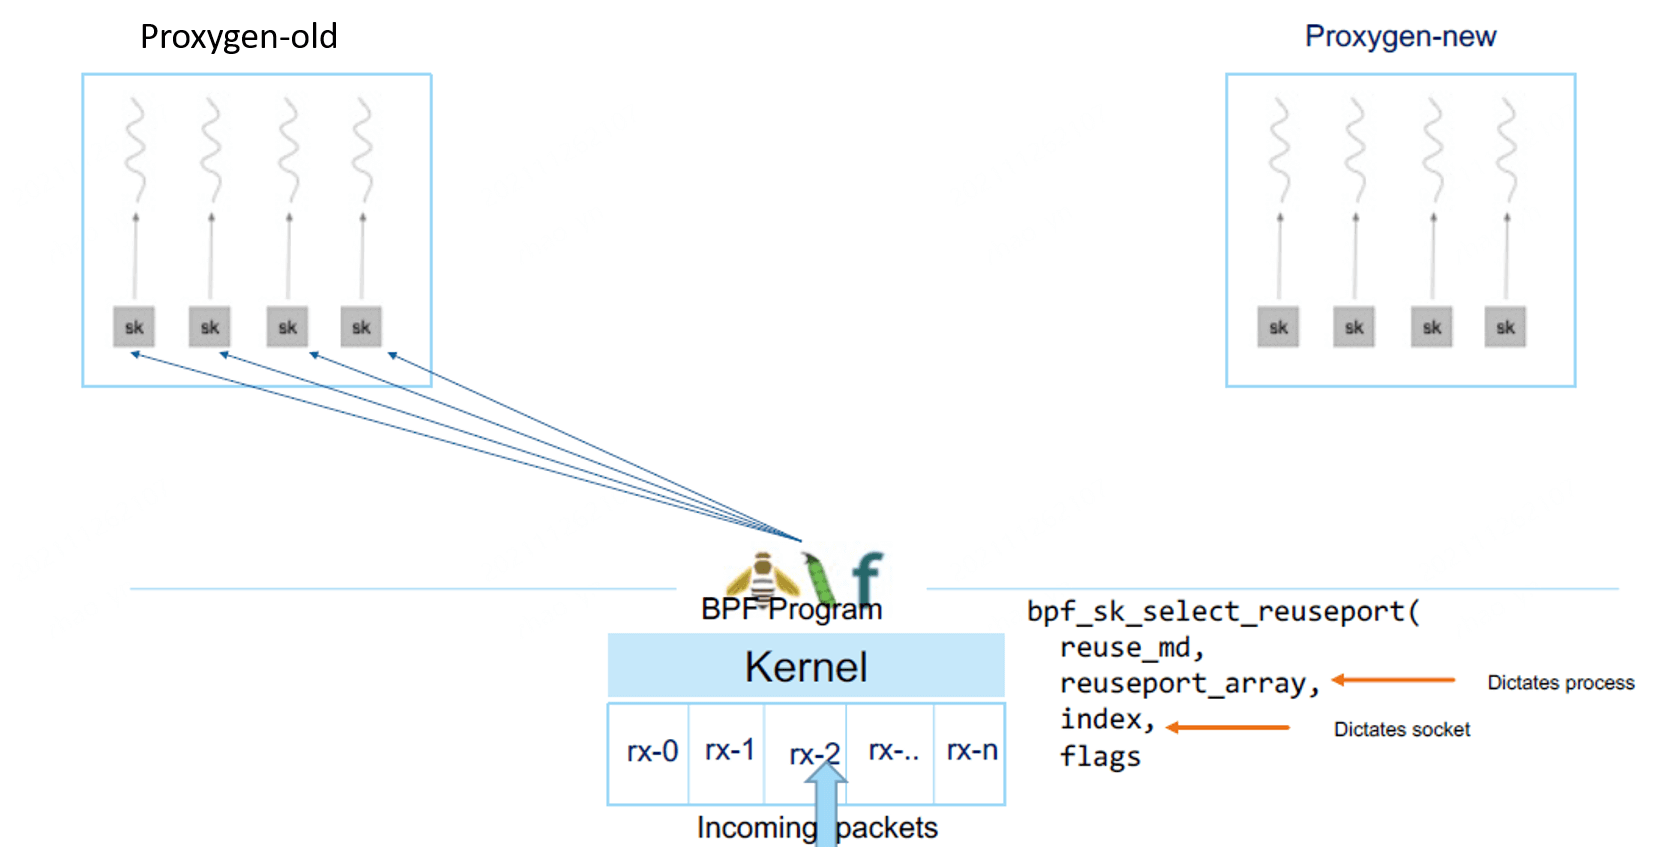 Proxygen-old
Proxygen-new
sk sk sk sk
sk sk sk sk
f
BPF Program
Kernel
rx-0 rx-1 rx-2 rx-.. rx-n
Incoming packets
bpf_sk_select_reuseport(
reuse_md,
reuseport_array,
Dictates process
index,
Dictates socket
flags